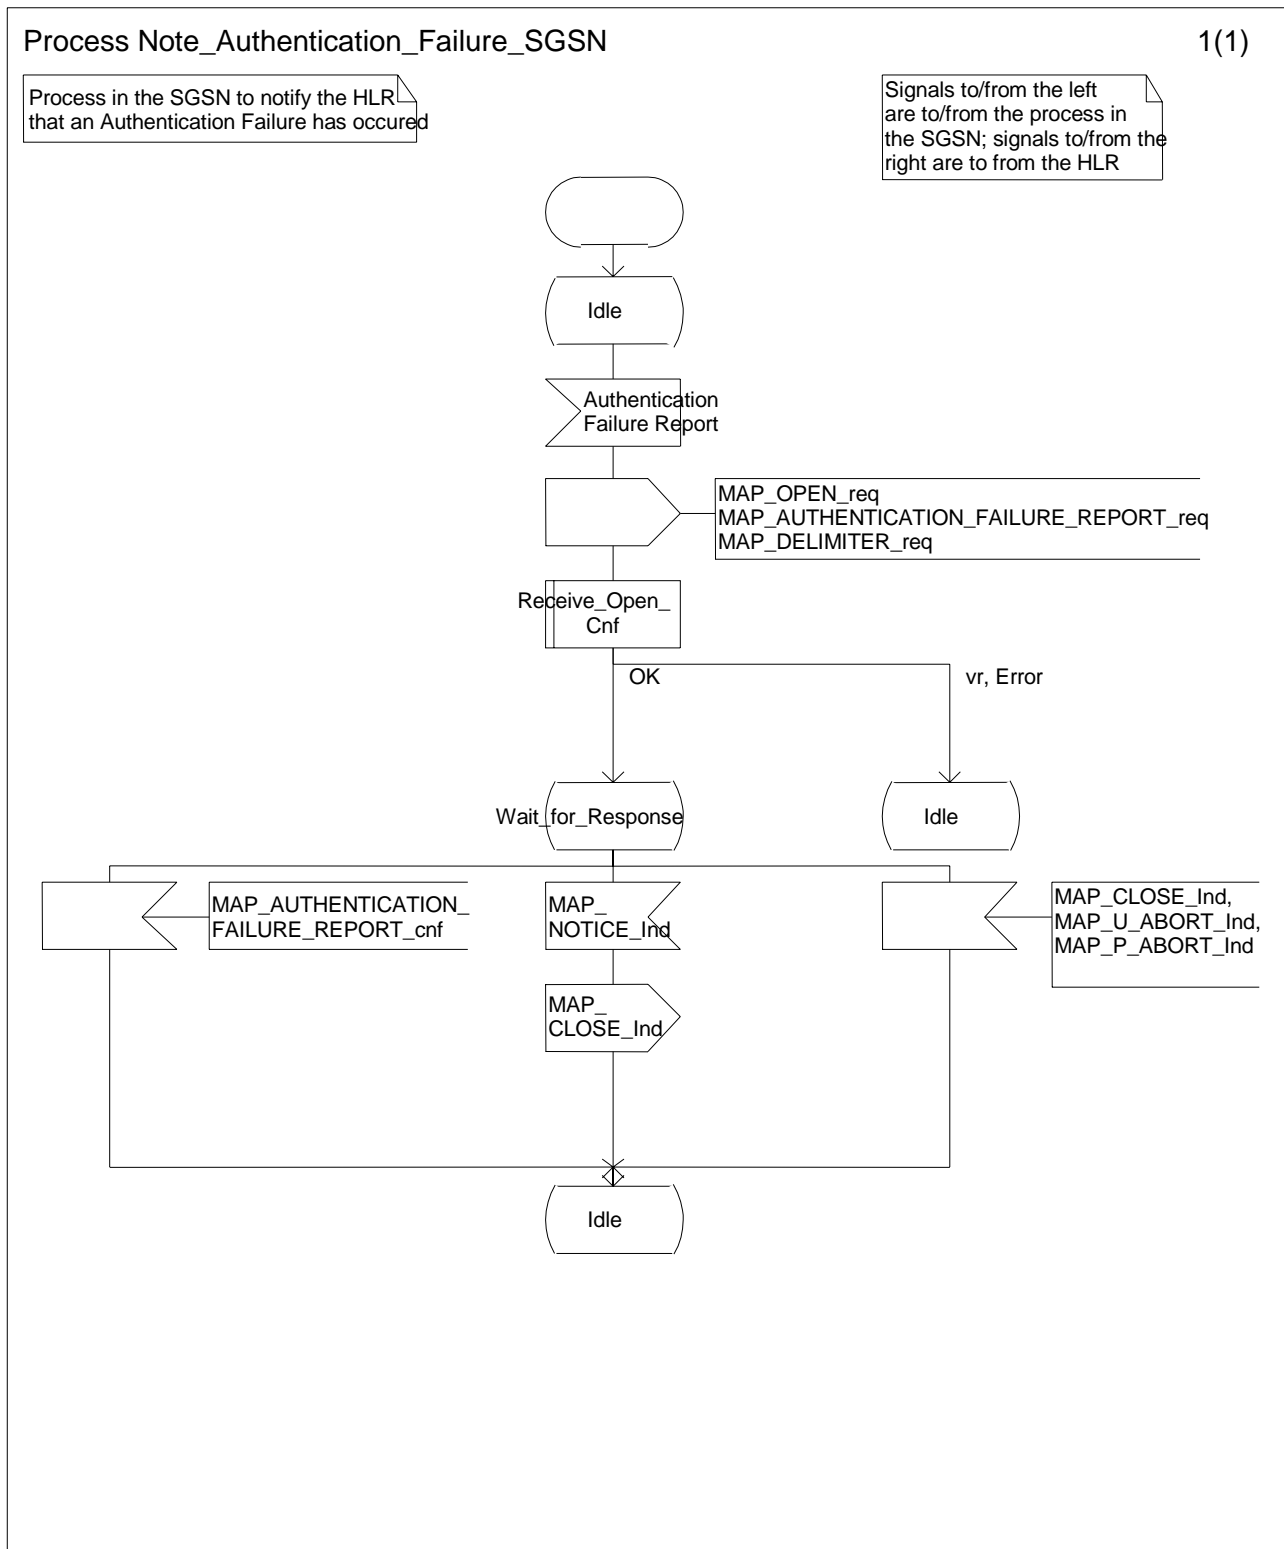 Process Note_Authentication_Failure_SGSN
1(1)
Process in the SGSN to notify the HLR
that an Authentication Failure has occured
Signals to/from the left
are to/from the process in
the SGSN; signals to/from the
right are to from the HLR
Idle
Authentication
Failure Report
MAP_OPEN_req
MAP_AUTHENTICATION_FAILURE_REPORT_req
MAP_DELIMITER_req
Receive_Open_
Cnf
OK
vr, Error
Wait_for_Response
Idle
MAP_AUTHENTICATION_
FAILURE_REPORT_cnf
MAP_
NOTICE_Ind
MAP_CLOSE_Ind,
MAP_U_ABORT_Ind,
MAP_P_ABORT_Ind
MAP_
CLOSE_Ind
Idle